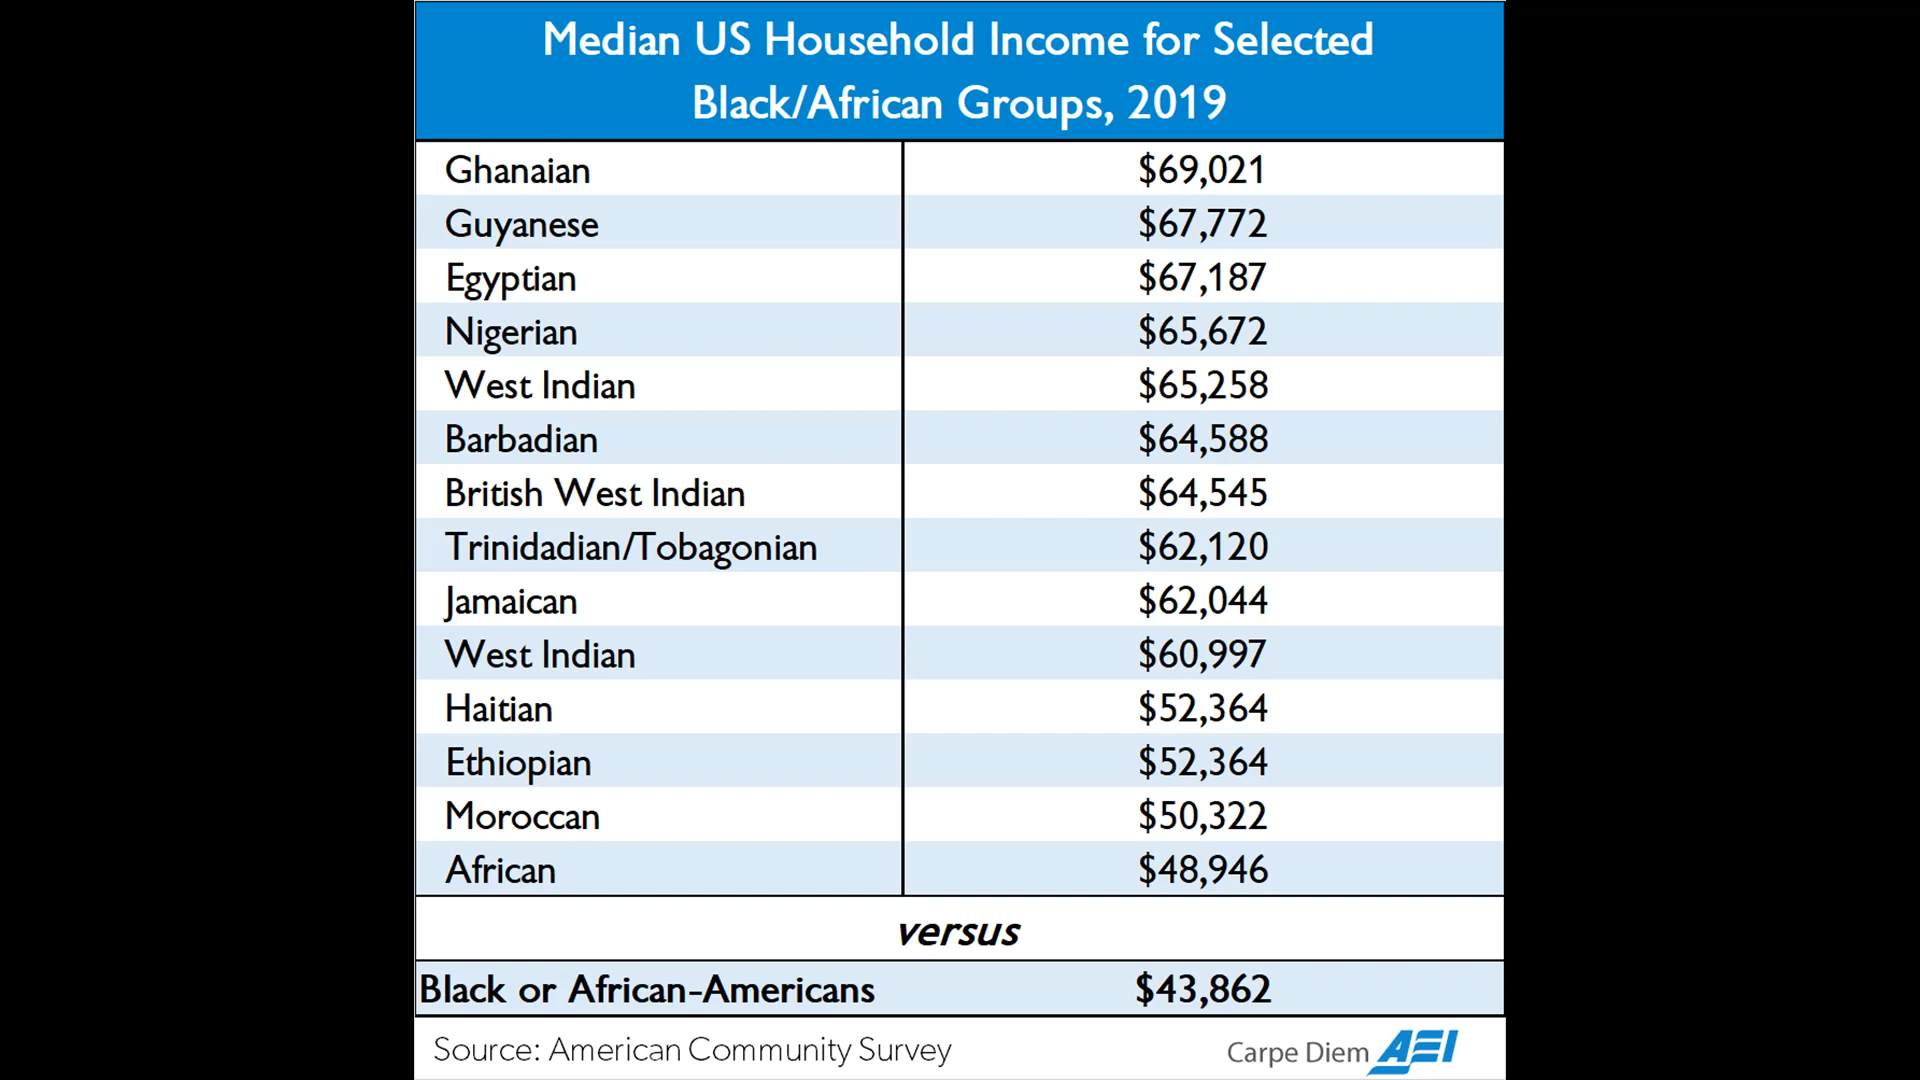 Median US Household Income for Selected
Black/African Groups, 2019
Ghanaian $69,021
Guyanese $67,772
Egyptian $67,187
Nigerian $65,672
West Indian $65,258
Barbadian $64,588
British West Indian $64,545
Trinidadian/Tobagonian $62,120
Jamaican $62,044
West Indian $60,997
Haitian $52,364
Ethiopian $52,364
Moroccan $50,322
African $48,946
versus
Black or African-Americans $43,862
Source: American Community Survey Carpe Diem AEI